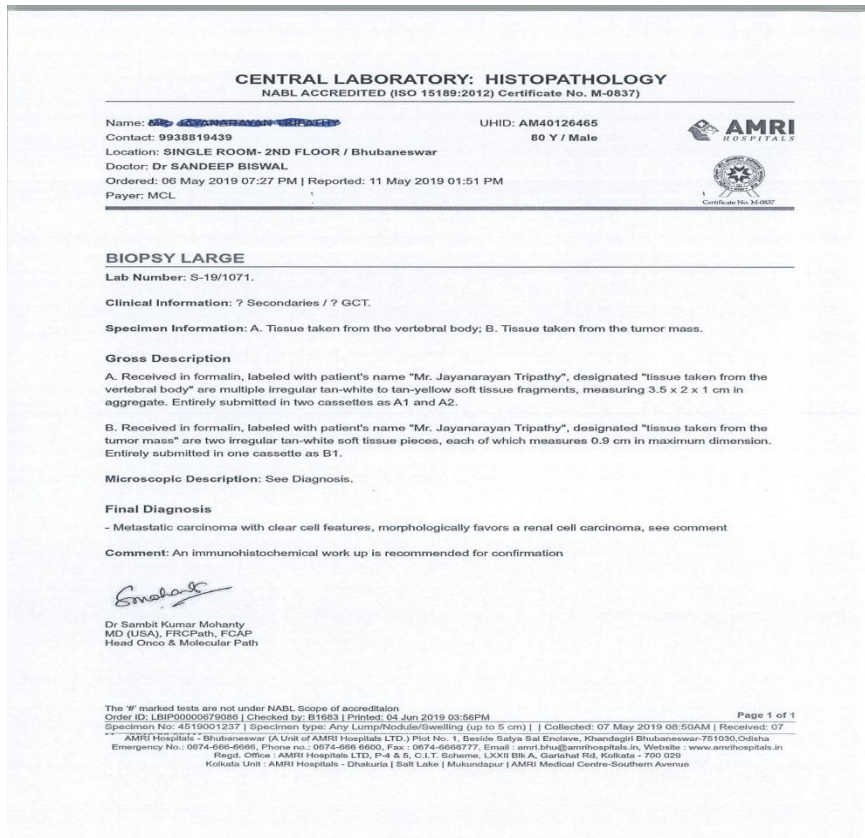 CENTRAL LABORATORY: HISTOPATHOLOGY
NABL ACCREDITED (ISO 15189:2012) Certificate No. M-0837)
Name:
UHID: AM40126465
Contact: 9938819439
80 Y / Male
Location: SINGLE ROOM- 2ND FLOOR / Bhubaneswar
Doctor: Dr SANDEEP BISWAL
Ordered: 06 May 2019 07:27 PM | Reported: 11 May 2019 01:51 PM
Payer: MCL
AMRI
HOSPITALS
Certificate No. M-0837
BIOPSY LARGE
Lab Number: S-19/1071.
Clinical Information: ? Secondaries / ? GCT.
Specimen Information: A. Tissue taken from the vertebral body; B. Tissue taken from the tumor mass.
Gross Description
A. Received in formalin, labeled with patient's name "Mr. Jayanarayan Tripathy", designated "tissue taken from the
vertebral body" are multiple irregular tan-white to tan-yellow soft tissue fragments, measuring 3.5 x 2 x 1 cm in
aggregate. Entirely submitted in two cassettes as A1 and A2.
B. Received in formalin, labeled with patient's name "Mr. Jayanarayan Tripathy", designated "tissue taken from the
tumor mass" are two irregular tan-white soft tissue pieces, each of which measures 0.9 cm in maximum dimension.
Entirely submitted in one cassette as B1.
Microscopic Description: See Diagnosis.
Final Diagnosis
- Metastatic carcinoma with clear cell features, morphologically favors a renal cell carcinoma, see comment
Comment: An immunohistochemical work up is recommended for confirmation
Dr Sambit Kumar Mohanty
MD (USA), FRCPath, FCAP
Head Onco & Molecular Path
The '#' marked tests are not under NABL Scope of accreditaion
Order ID: LBIP00000679086 | Checked by: B1683 | Printed: 04 Jun 2019 03:58PM
Page 1 of 1
Specimen No: 4519001237 | Specimen type: Any Lump/Nodule/Swelling (up to 5 cm) | | Collected: 07 May 2019 08:50AM | Received: 07
AMRI Hospitals - Bhubaneswar (A Unit of AMRI Hospitals LTD.) Plot No. 1, Beside Satya Sai Enclave, Khandagiri Bhubaneswar-751030,Odisha
Emergency No.: 0674-666-6666, Phone no.: 0674-666 6600, Fax : 0674-6666777, Email : amri.bhu@amrihospitals.in, Website : www.amrihospitals.in
Regd. Office : AMRI Hospitals LTD, P-4 & 5, C.I.T. Scheme, LXXII Blk A, Gariahat Rd, Kolkata - 700 029
Kolkata Unit : AMRI Hospitals - Dhakuria | Salt Lake | Mukundapur | AMRI Medical Centre-Southern Avenue